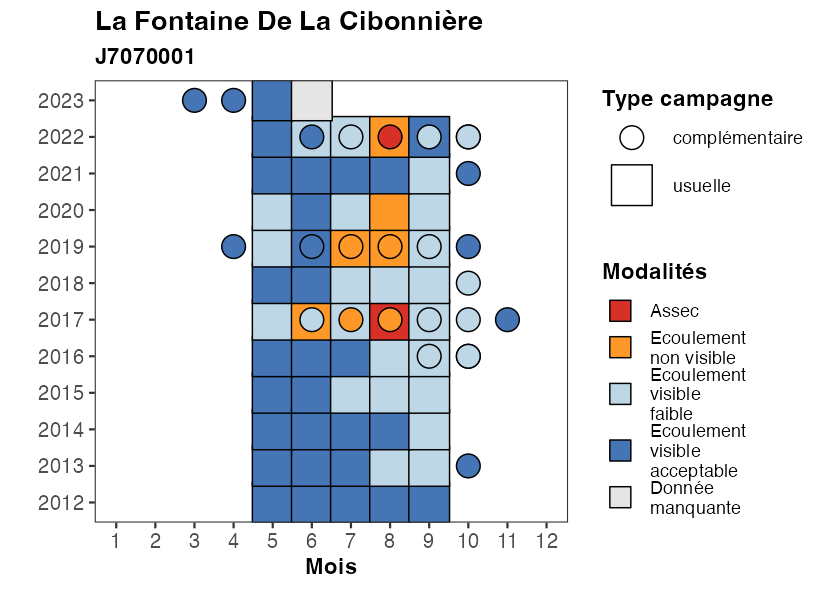 La Fontaine De La Cibonnière
J7070001
2023
2022
2021
2020
2019
2018
2017
2016
2015
2014
2013
2012
1 2 3 4 5 6 7 8 9 10 11 12
Mois
Type campagne
complémentaire
usuelle
Modalités
Assec
Ecoulement
non visible
Ecoulement
visible
faible
Ecoulement
visible
acceptable
Donnée
manquante